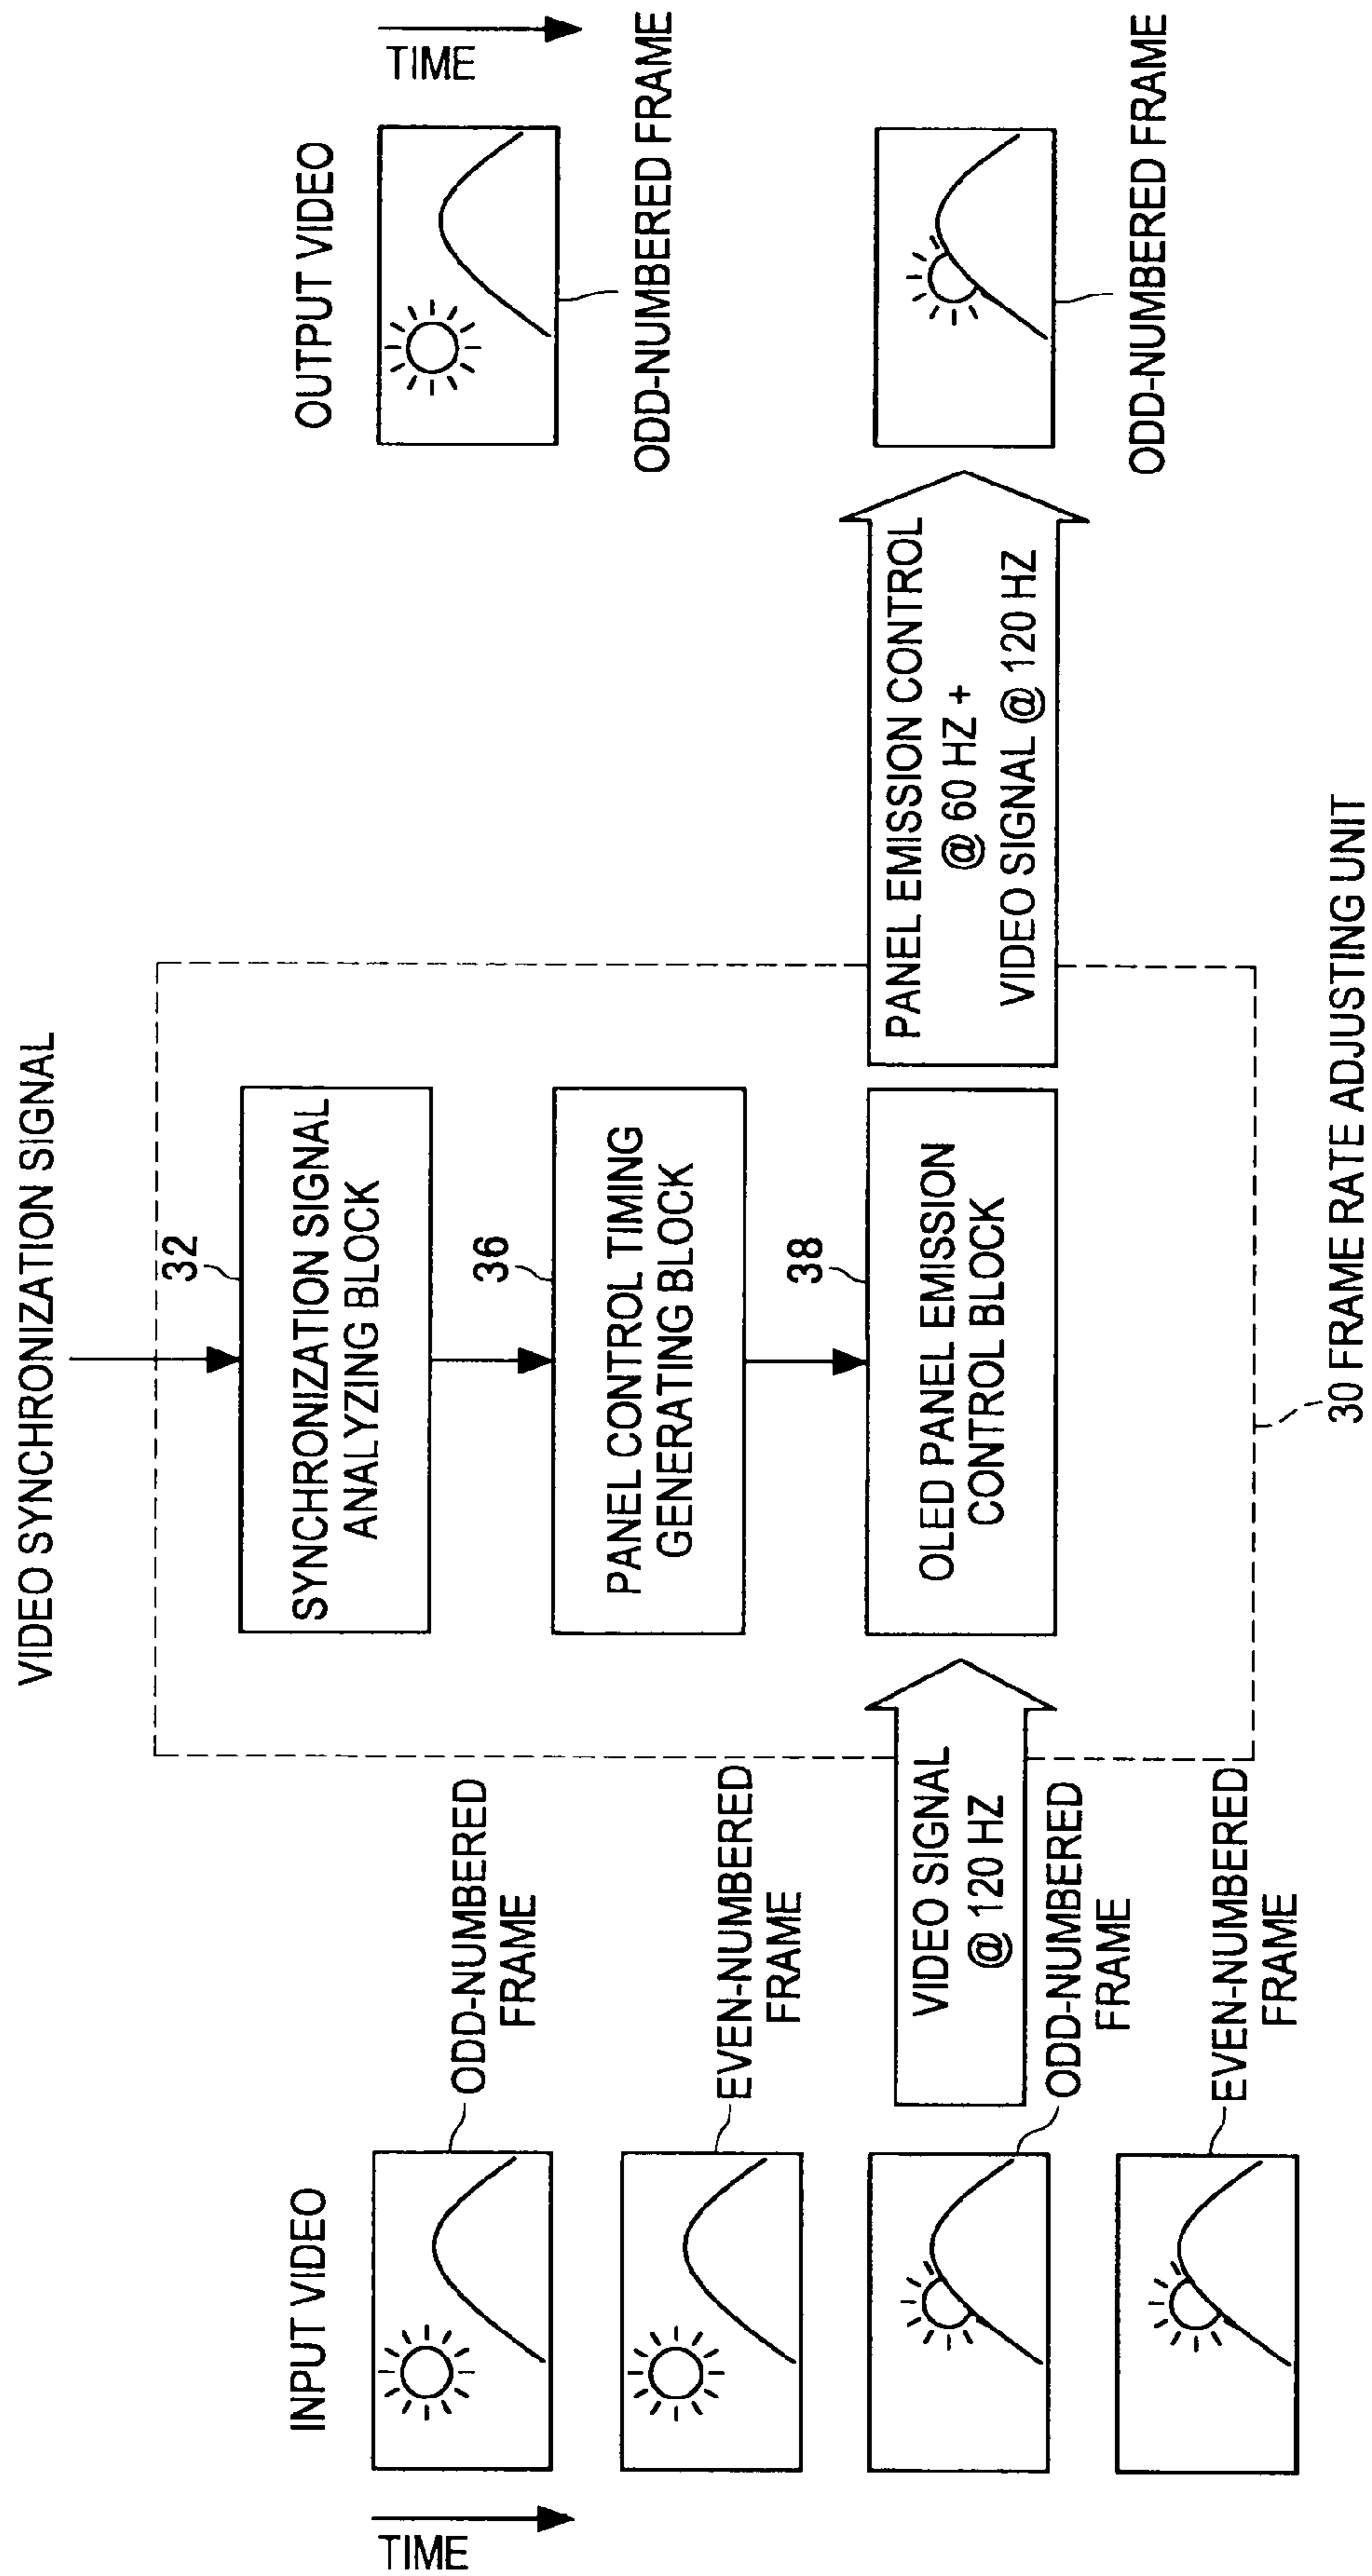 VIDEO SYNCHRONIZATION SIGNAL
INPUT VIDEO
TIME
ODD-NUMBERED
FRAME
EVEN-NUMBERED
FRAME
VIDEO SIGNAL
@ 120 HZ
ODD-NUMBERED
FRAME
EVEN-NUMBERED
FRAME
32
SYNCHRONIZATION SIGNAL
ANALYZING BLOCK
36
PANEL CONTROL TIMING
GENERATING BLOCK
38
OLED PANEL EMISSION
CONTROL BLOCK
30 FRAME RATE ADJUSTING UNIT
PANEL EMISSION CONTROL
@ 60 HZ +
VIDEO SIGNAL @ 120 HZ
OUTPUT VIDEO
TIME
ODD-NUMBERED FRAME
ODD-NUMBERED FRAME